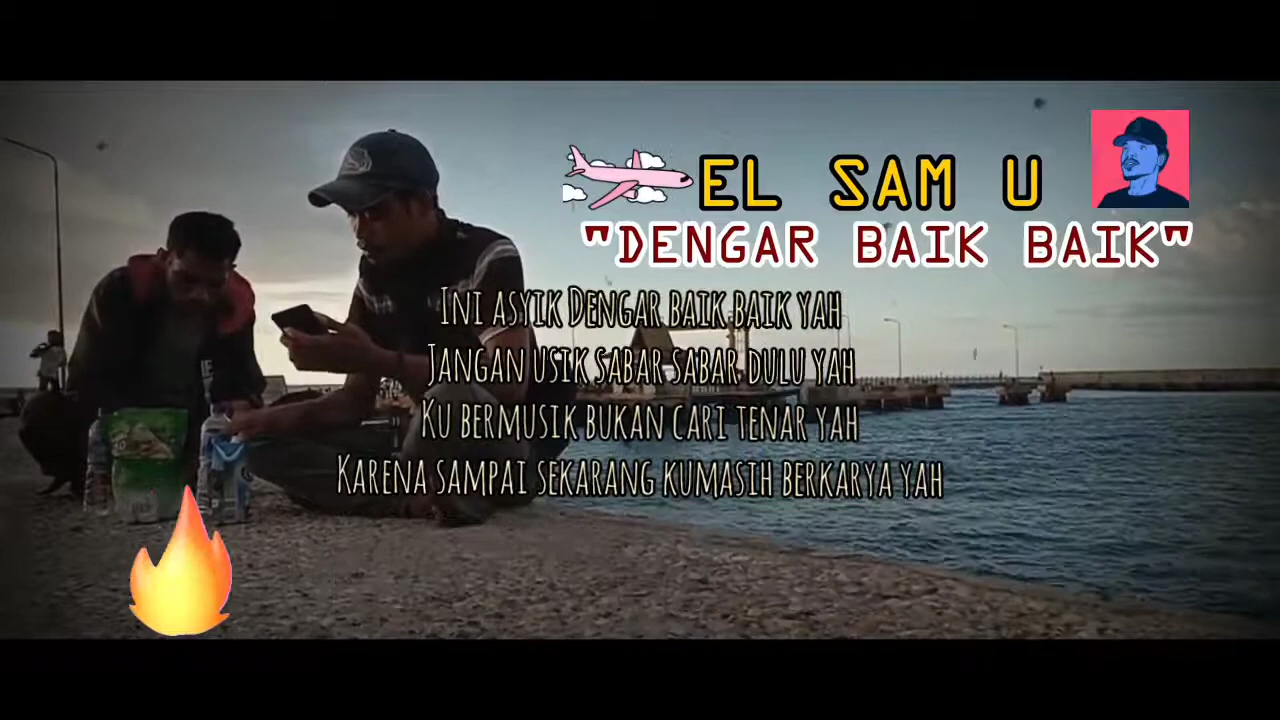 EL SAM U
"DENGAR BAIK BAIK"
Ini asyik Dengar baik baik yah
Jangan usik sabar sabar dulu yah
Ku bermusik bukan cari tenar yah
Karena sampai sekarang kumasih berkarya yah